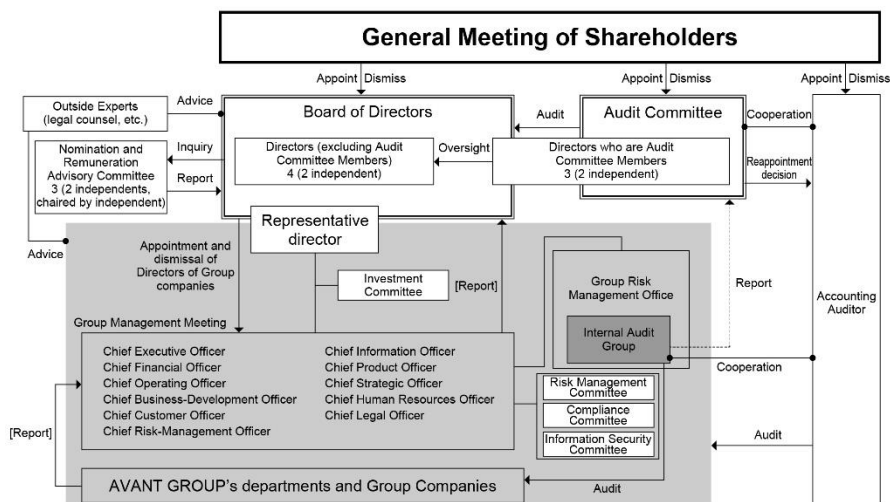 General Meeting of Shareholders
Appoint Dismiss
Appoint Dismiss
Appoint Dismiss
Outside Experts
(legal counsel, etc.)
Advice
Board of Directors
Audit
Audit Committee
Cooperation
Nomination and
Remuneration
Advisory Committee
3 (2 independents,
chaired by independent)
Inquiry
Report
Directors (excluding Audit
Committee Members)
4 (2 independent)
Oversight
Directors who are Audit
Committee Members
3 (2 independent)
Reappointment
decision
Representative
director
Advice
Appointment and
dismissal of
Directors of Group
companies
Investment
Committee
[Report]
Group Risk
Management Office
Report
Accounting
Auditor
Internal Audit
Group
Cooperation
Group Management Meeting
Chief Executive Officer
Chief Financial Officer
Chief Operating Officer
Chief Business-Development Officer
Chief Customer Officer
Chief Risk-Management Officer
Chief Information Officer
Chief Product Officer
Chief Strategic Officer
Chief Human Resources Officer
Chief Legal Officer
Risk Management
Committee
Compliance
Committee
Information Security
Committee
[Report]
Audit
AVANT GROUP's departments and Group Companies
Audit